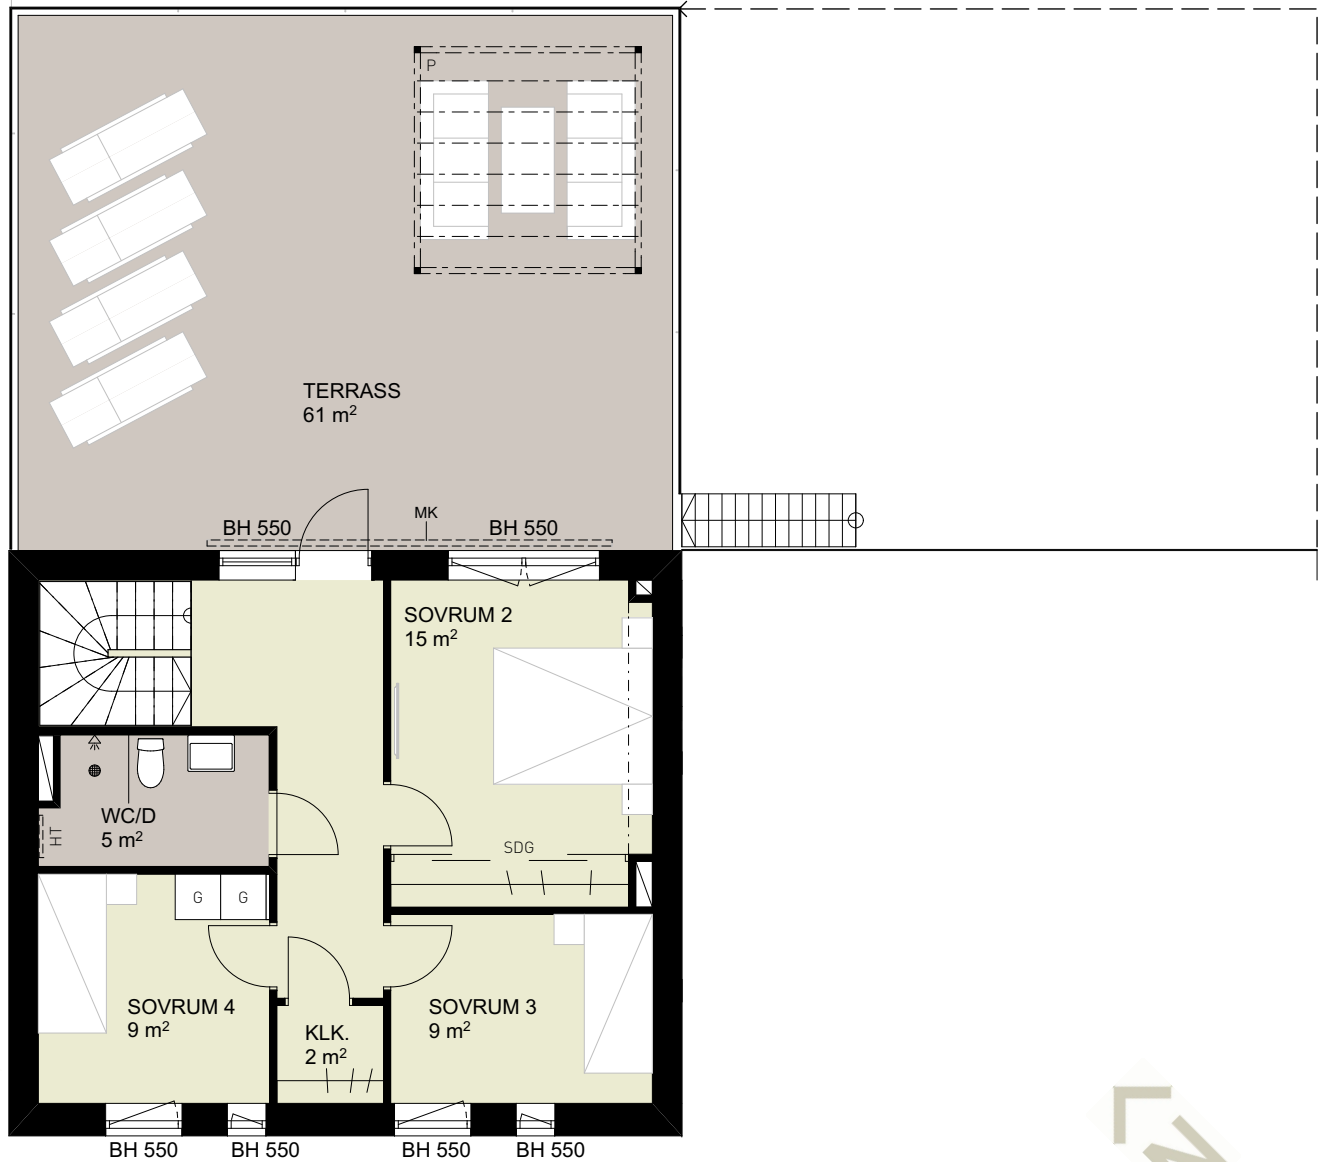 P
TERRASS
61 m²
BH 550
MK
BH 550
SOVRUM 2
15 m²
WC/D
5 m²
HT
SDG
G
G
SOVRUM 4
9 m²
KLK.
2 m²
SOVRUM 3
9 m²
BH 550
BH 550
BH 550
BH 550